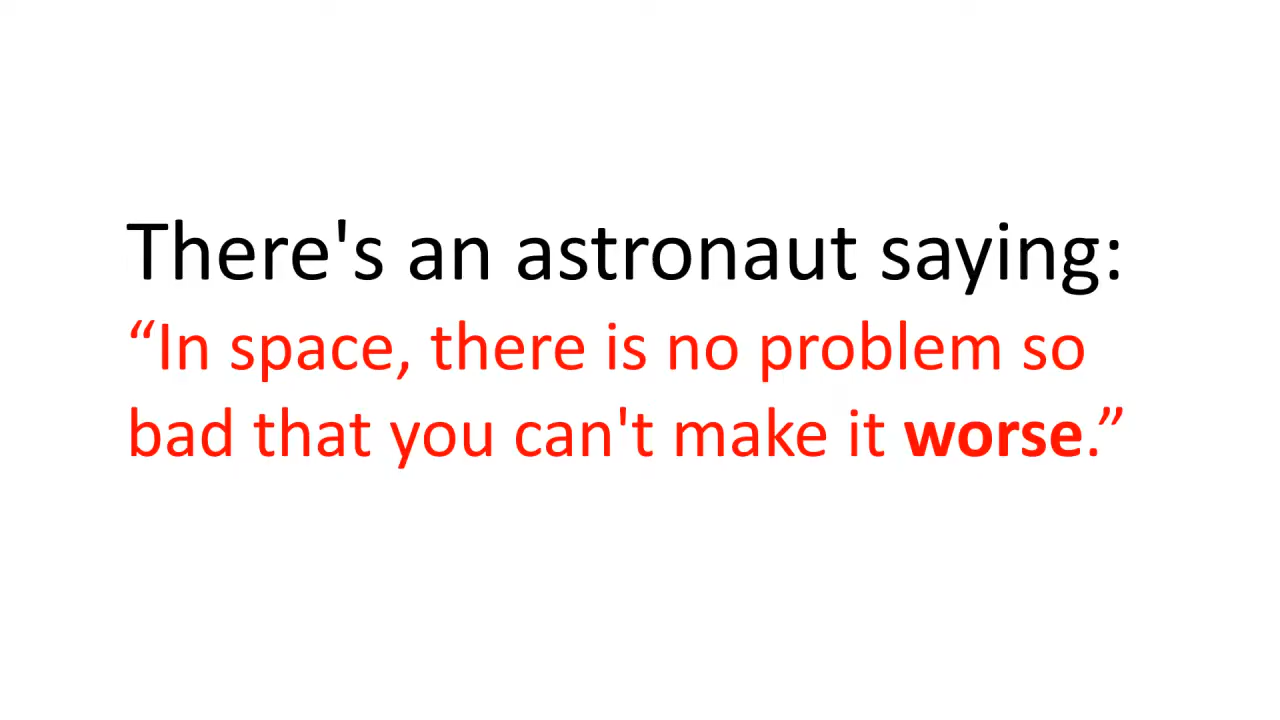 There's an astronaut saying:
“In space, there is no problem so
bad that you can't make it worse.”